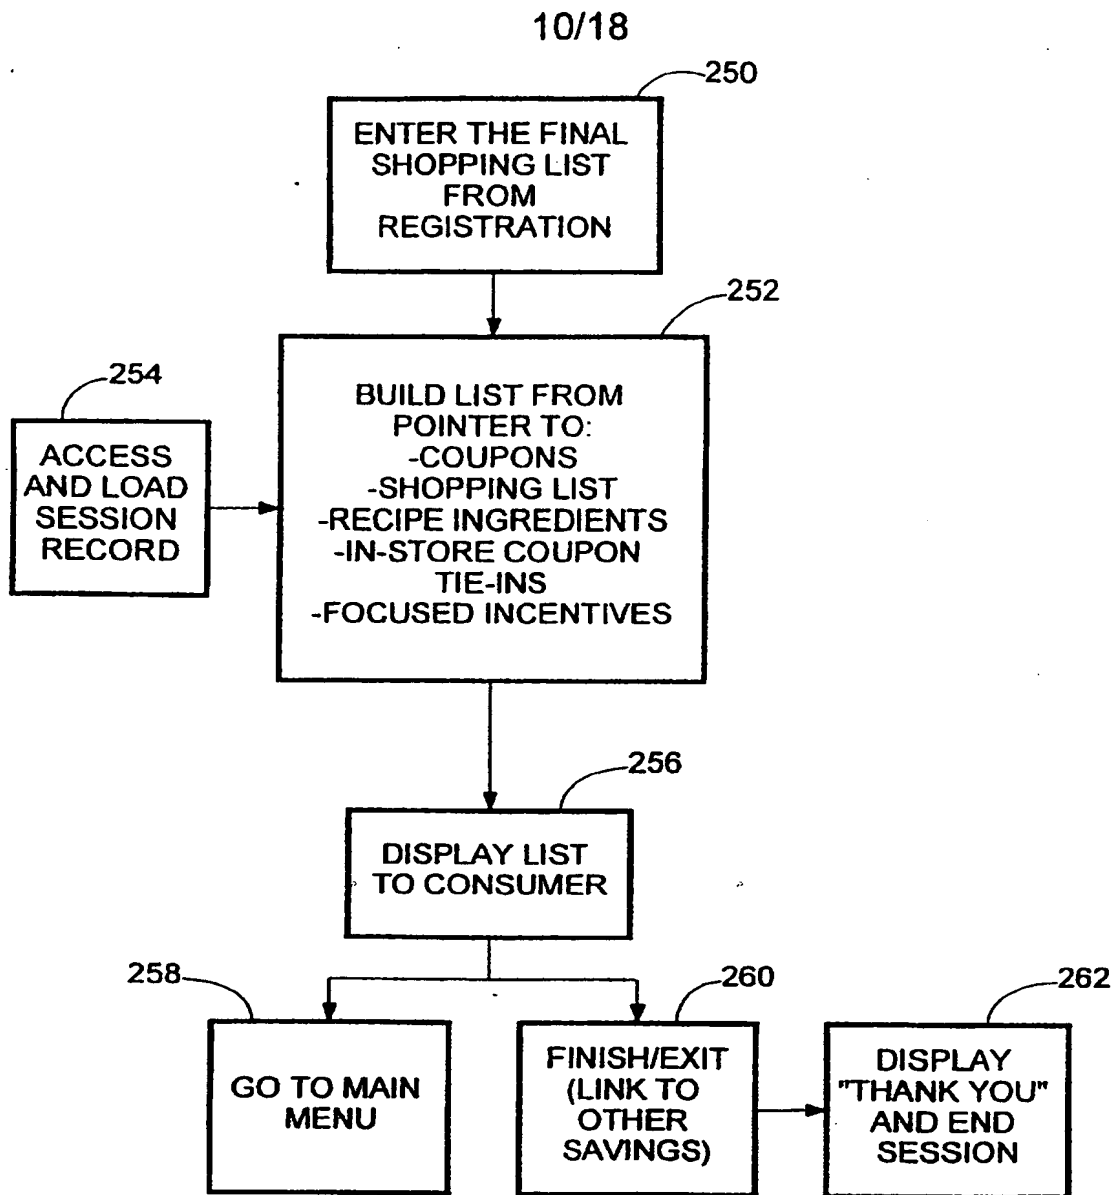 10/18
250
ENTER THE FINAL
SHOPPING LIST
FROM
REGISTRATION
252
BUILD LIST FROM
POINTER TO:
-COUPONS
-SHOPPING LIST
-RECIPE INGREDIENTS
-IN-STORE COUPON
TIE-INS
-FOCUSED INCENTIVES
254
ACCESS
AND LOAD
SESSION
RECORD
256
DISPLAY LIST
TO CONSUMER
258
GO TO MAIN
MENU
260
FINISH/EXIT
(LINK TO
OTHER
SAVINGS)
262
DISPLAY
"THANK YOU"
AND END
SESSION